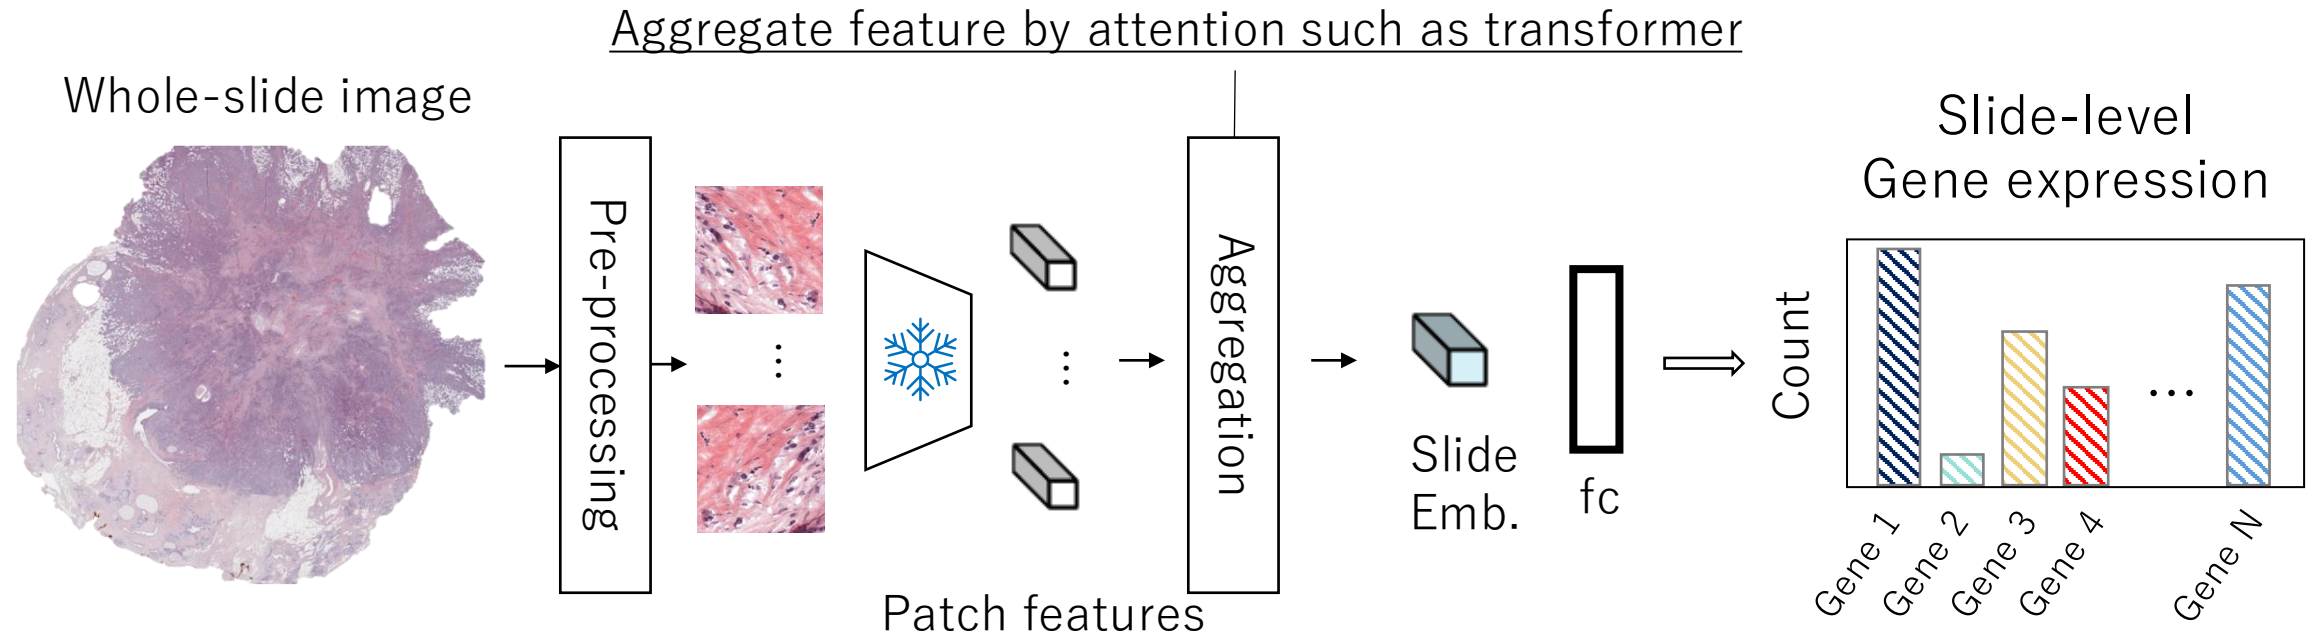 Aggregate feature by attention such as transformer
Whole-slide image
Pre-processing
Patch features
Aggregation
Slide
Emb.
fc
Slide-level
Gene expression
Count
Gene 1
Gene 2
Gene 3
Gene 4
...
Gene N